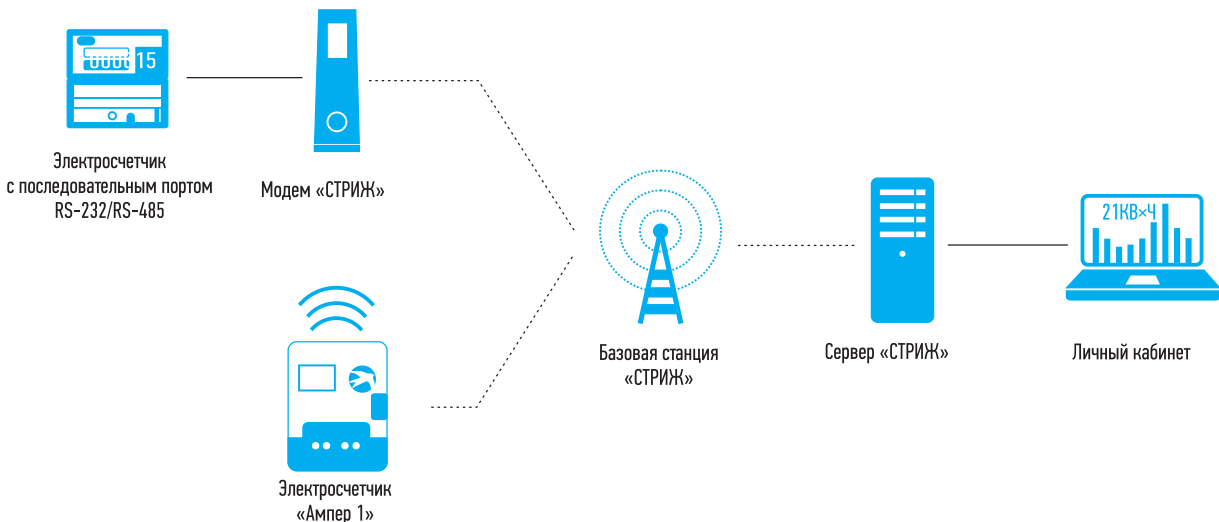 000015
Электросчетчик
с последовательным портом
RS-232/RS-485
Модем «СТРИЖ»
Электросчетчик
«Ампер 1»
Базовая станция
«СТРИЖ»
Сервер «СТРИЖ»
21КВ×Ч
Личный кабинет